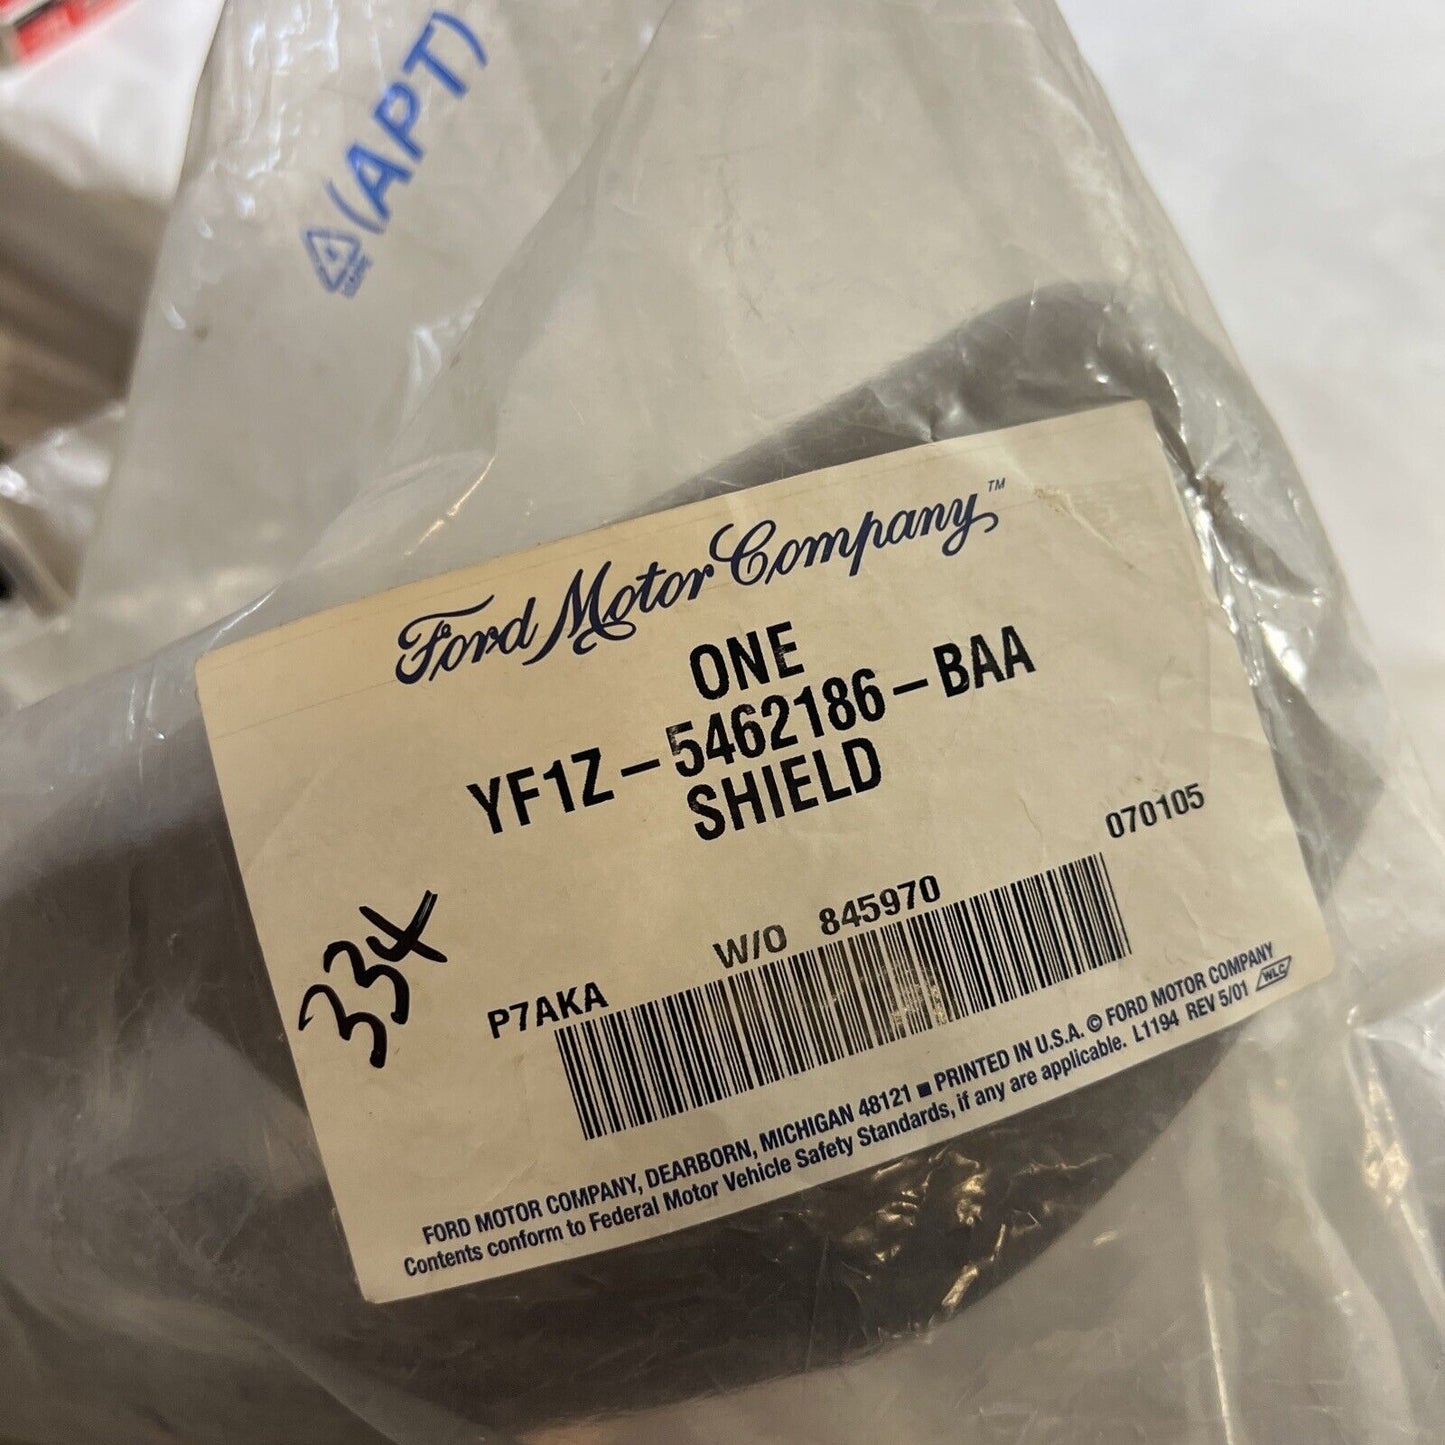 (APT)
Ford Motor Company™
ONE
YF1Z-5462186-BAA
SHIELD
070105
W/O 845970
P7AKA
334
FORD MOTOR COMPANY, DEARBORN, MICHIGAN 48121 ■ PRINTED IN U.S.A. © FORD MOTOR COMPANY
Contents conform to Federal Motor Vehicle Safety Standards, if any are applicable. L1194 REV 5/01 WLC